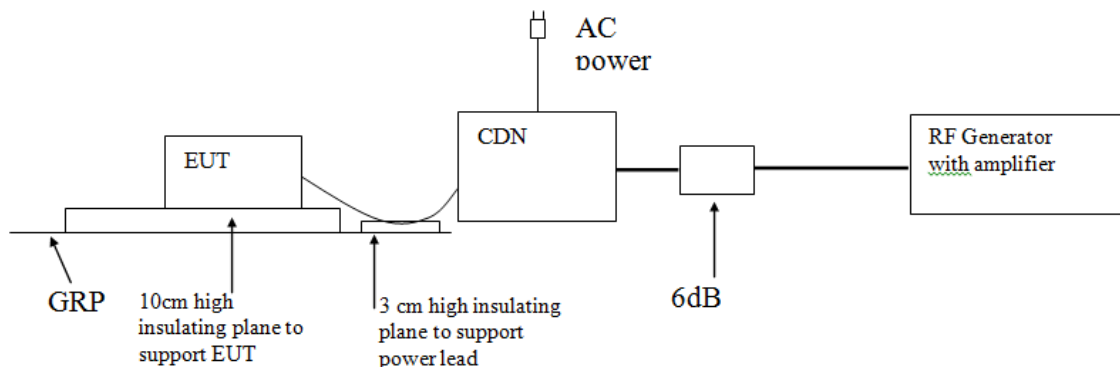 AC
power
EUT
CDN
RF Generator
with amplifier
GRP
10cm high
insulating plane to
support EUT
3 cm high insulating
plane to support
power lead
6dB